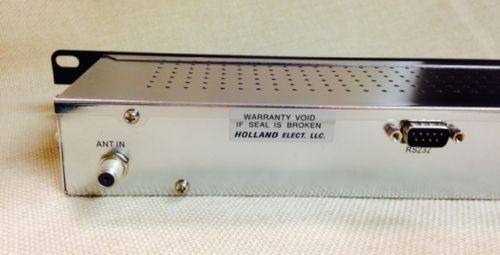 WARRANTY VOID
IF SEAL IS BROKEN
HOLLAND ELECT. LLC.
ANT IN
RS232